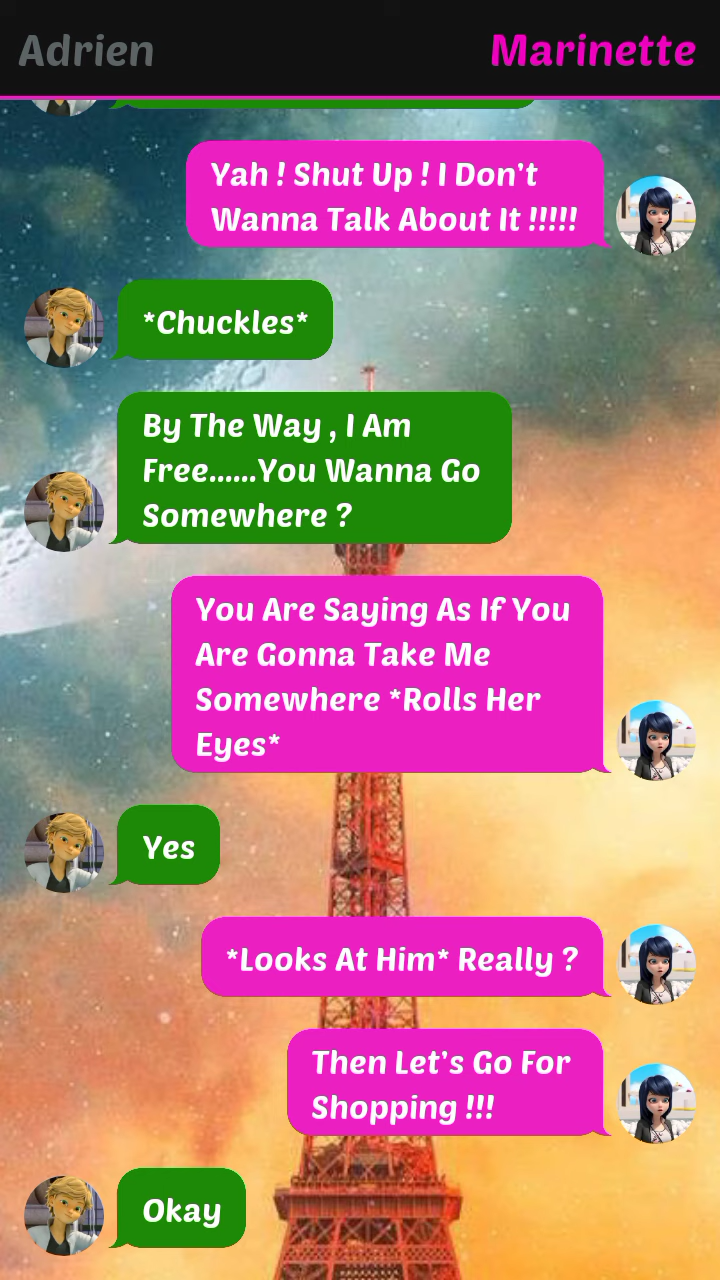 Adrien
Marinette
Yah ! Shut Up ! I Don't
Wanna Talk About It !!!!!
*Chuckles*
By The Way , I Am
Free......You Wanna Go
Somewhere ?
You Are Saying As If You
Are Gonna Take Me
Somewhere *Rolls Her
Eyes*
Yes
*Looks At Him* Really ?
Then Let's Go For
Shopping !!!
Okay